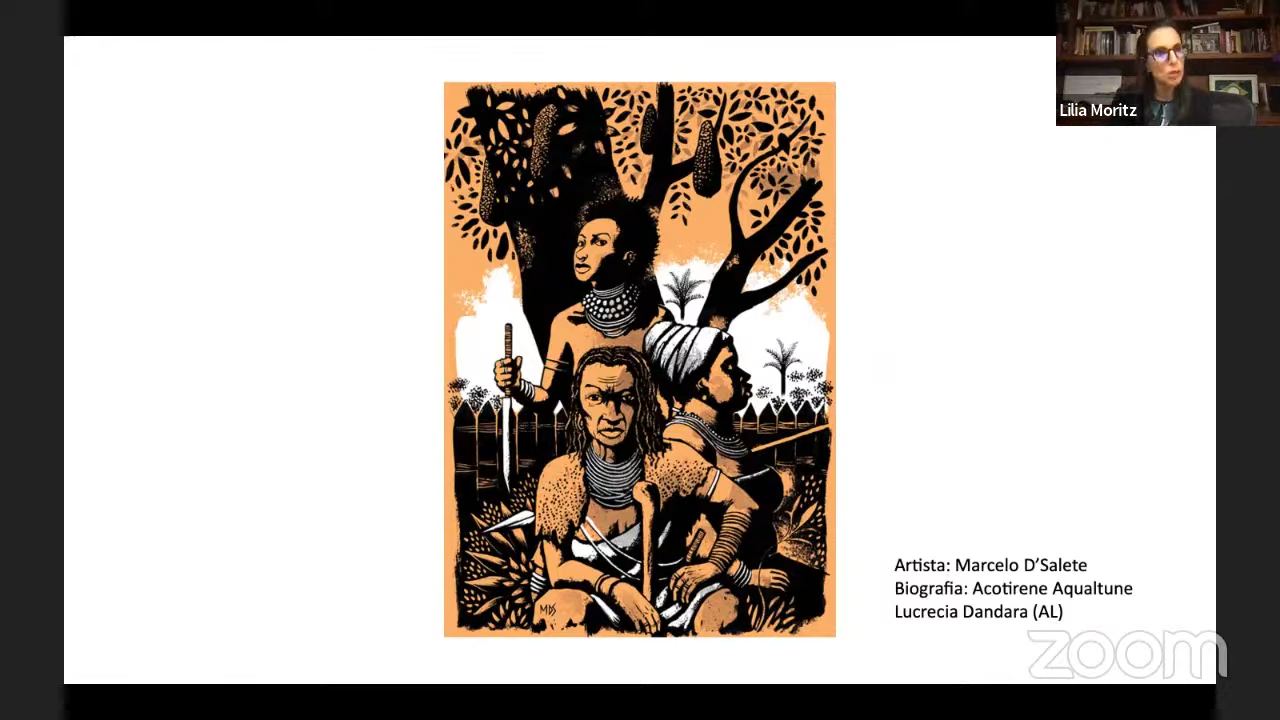 Lilia Moritz
MDS
Artista: Marcelo D’Salete
Biografia: Acotirene Aqualtune
Lucrecia Dandara (AL)
zoom